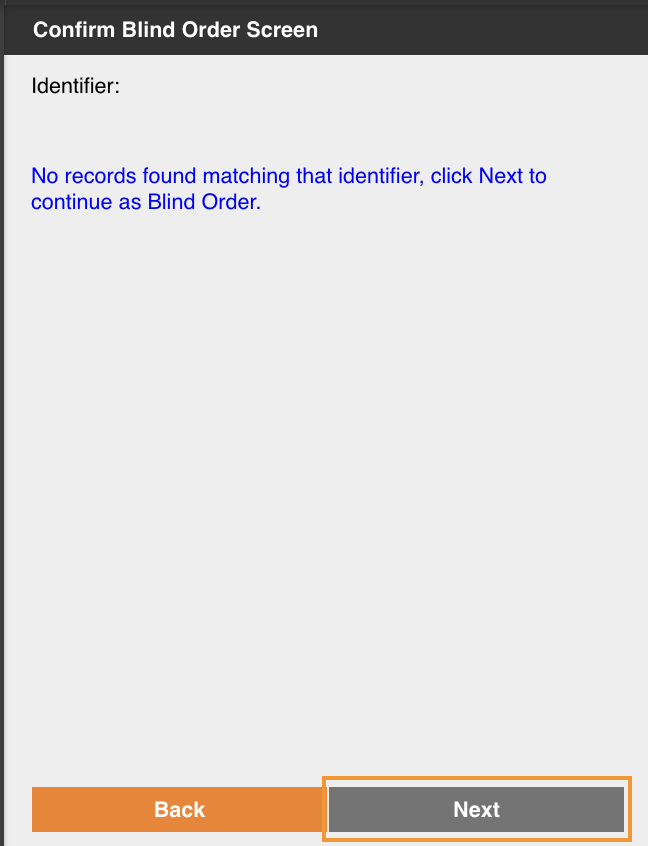 Confirm Blind Order Screen
Identifier:
No records found matching that identifier, click Next to
continue as Blind Order.
Back
Next